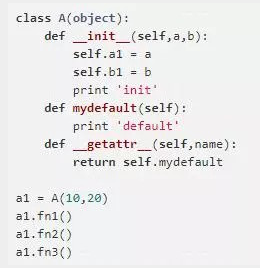 class A(object):
    def __init__(self,a,b):
        self.a1 = a
        self.b1 = b
        print 'init'
    def mydefault(self):
        print 'default'
    def __getattr__(self,name):
        return self.mydefault

a1 = A(10,20)
a1.fn1()
a1.fn2()
a1.fn3()